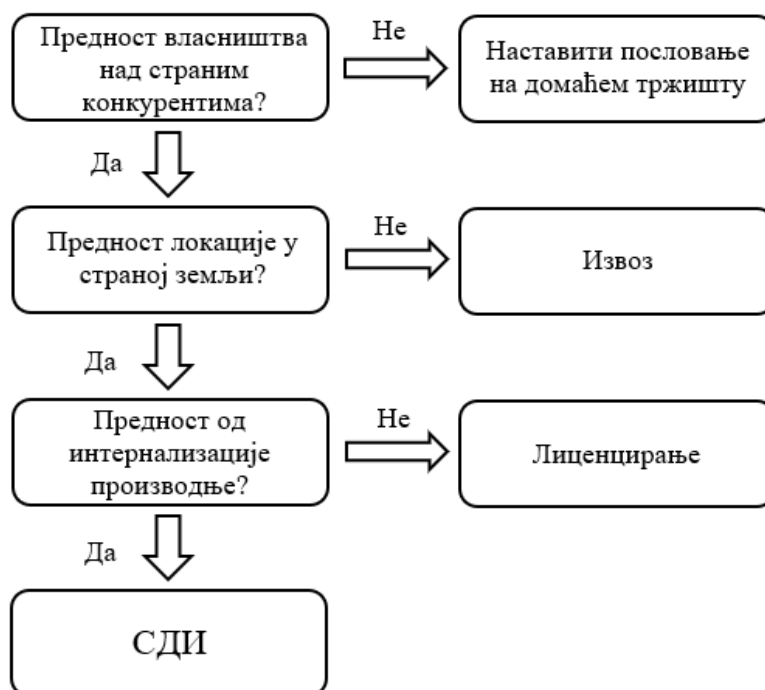 Предност власништва
над страним
конкурентима?
Не
Наставити пословање
на домаћем тржишту
Да
Предност локације у
страној земљи?
Не
Извоз
Да
Предност од
интернализације
производње?
Не
Лиценцирање
Да
СДИ